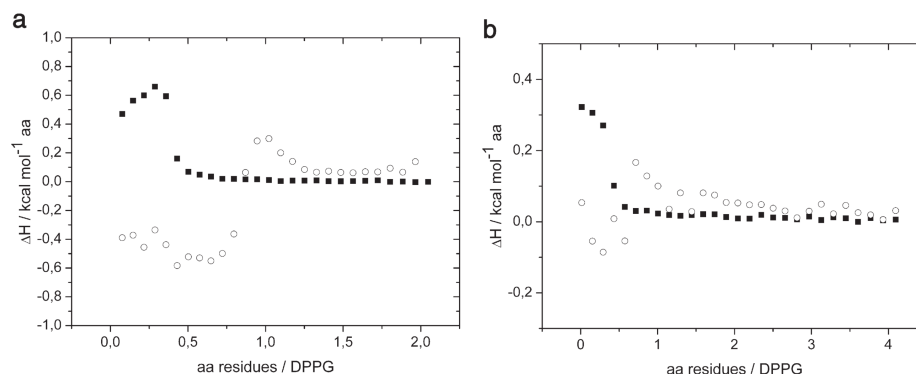 a
1,0
0,8
0,6
0,4
0,2
0,0
-0,2
-0,4
-0,6
-0,8
-1,0
ΔH / kcal mol⁻¹ aa
0,0 0,5 1,0 1,5 2,0
aa residues / DPPG
b
0,4
0,2
0,0
-0,2
ΔH / kcal mol⁻¹ aa
0 1 2 3 4
aa residues / DPPG